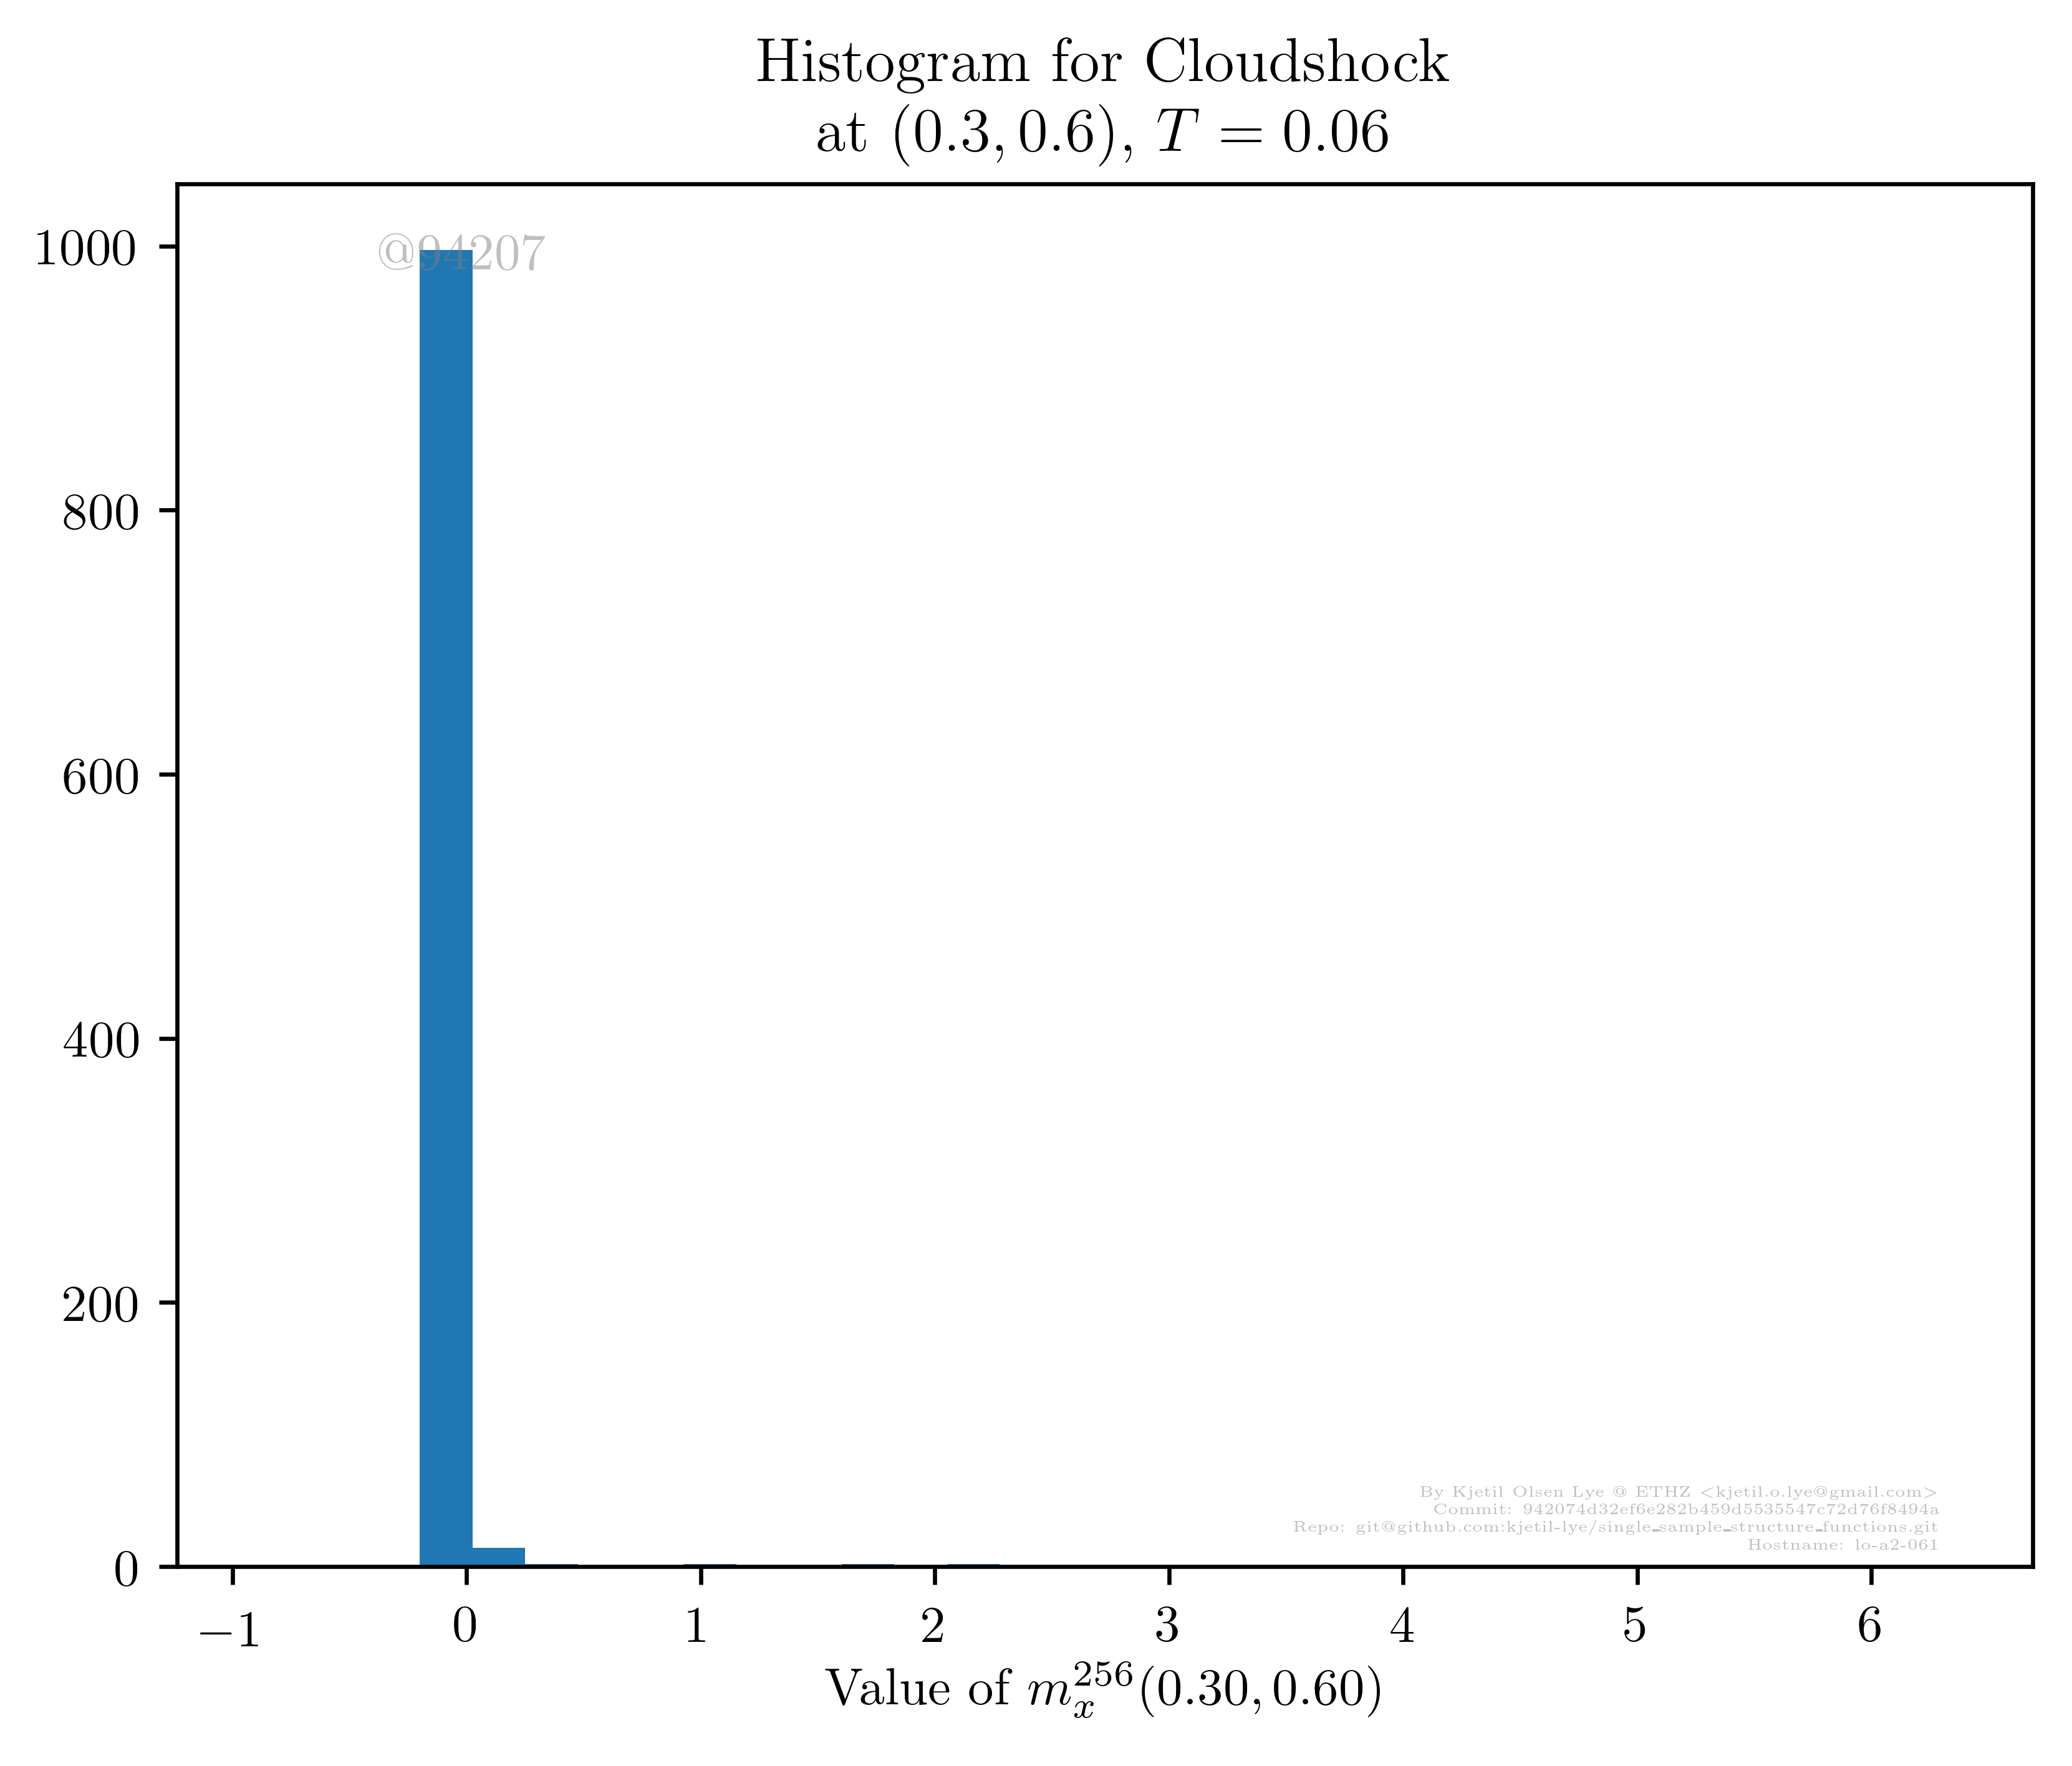 Histogram for Cloudshock
at (0.3, 0.6), T = 0.06
@94207
1000
800
600
400
200
0
By Kjetil Olsen Lye @ ETHZ <kjetil.o.lye@gmail.com>
Commit: 942074d32ef6e282b459d5535547c72d76f8494a
Repo: git@github.com:kjetil-lye/single_sample_structure_functions.git
Hostname: lo-a2-061
−1 0 1 2 3 4 5 6
Value of m_x^{256}(0.30, 0.60)